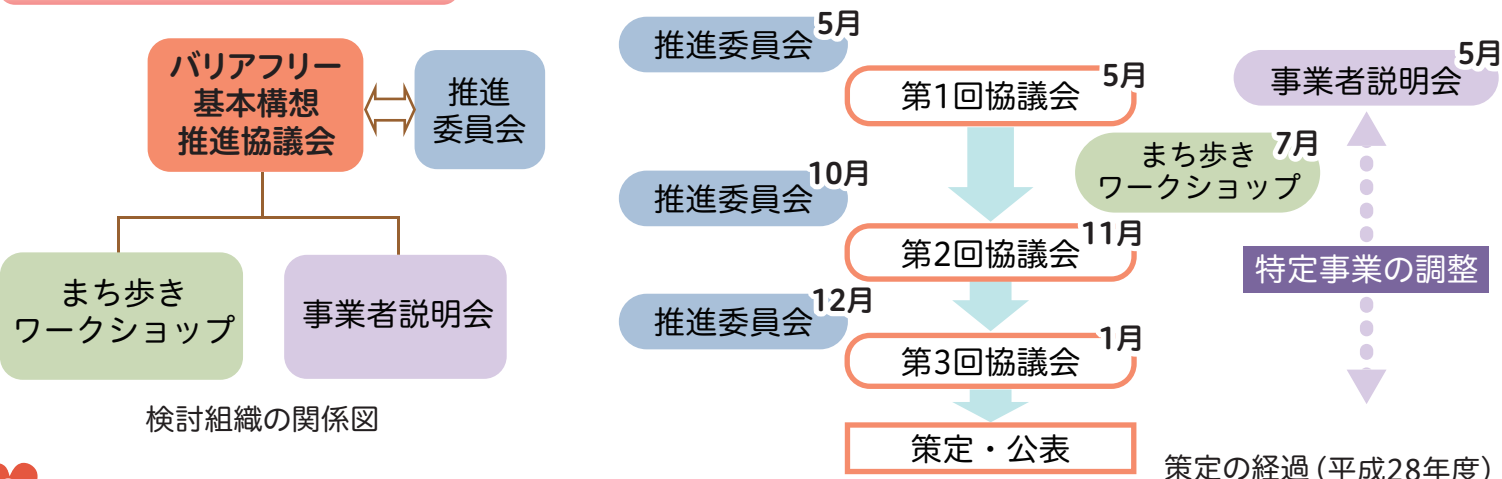 バリアフリー
基本構想
推進協議会
推進
委員会
まち歩き
ワークショップ
事業者説明会
検討組織の関係図
推進委員会
5月
第1回協議会
5月
事業者説明会
5月
まち歩き
ワークショップ
7月
推進委員会
10月
第2回協議会
11月
特定事業の調整
推進委員会
12月
第3回協議会
1月
策定・公表
策定の経過(平成28年度)